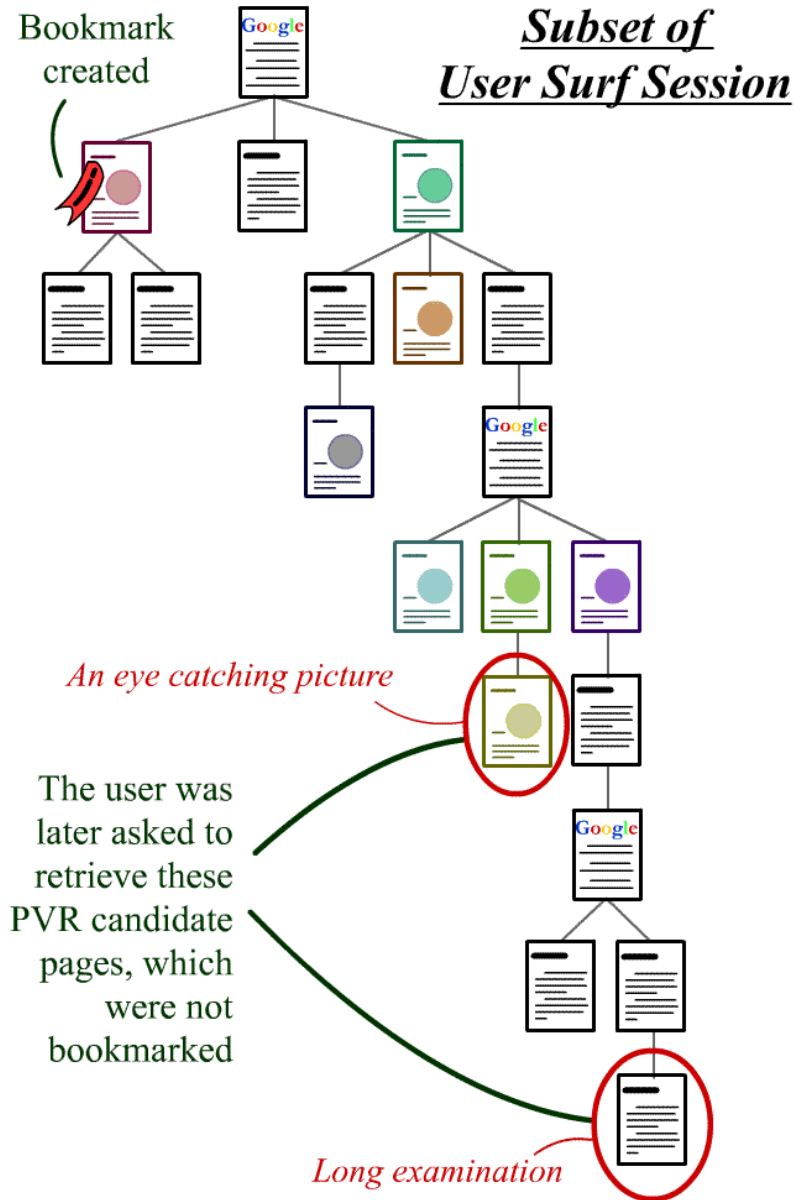 Subset of
User Surf Session
Bookmark
created
Google
Google
An eye catching picture
The user was
later asked to
retrieve these
PVR candidate
pages, which
were not
bookmarked
Google
Long examination